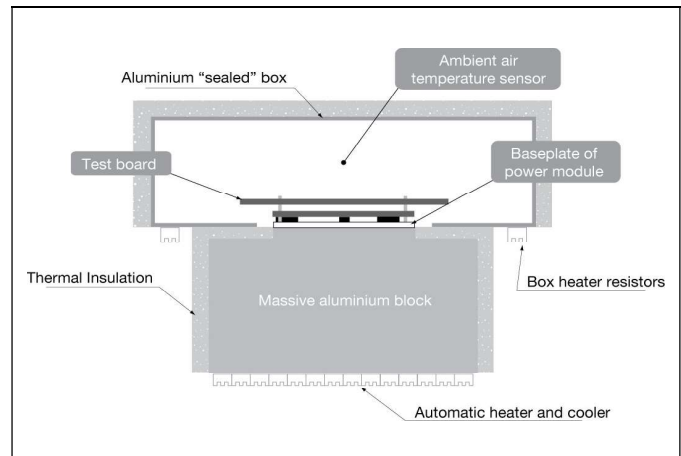 Ambient air
temperature sensor
Aluminium “sealed” box
Test board
Baseplate of
power module
Thermal Insulation
Box heater resistors
Massive aluminium block
Automatic heater and cooler